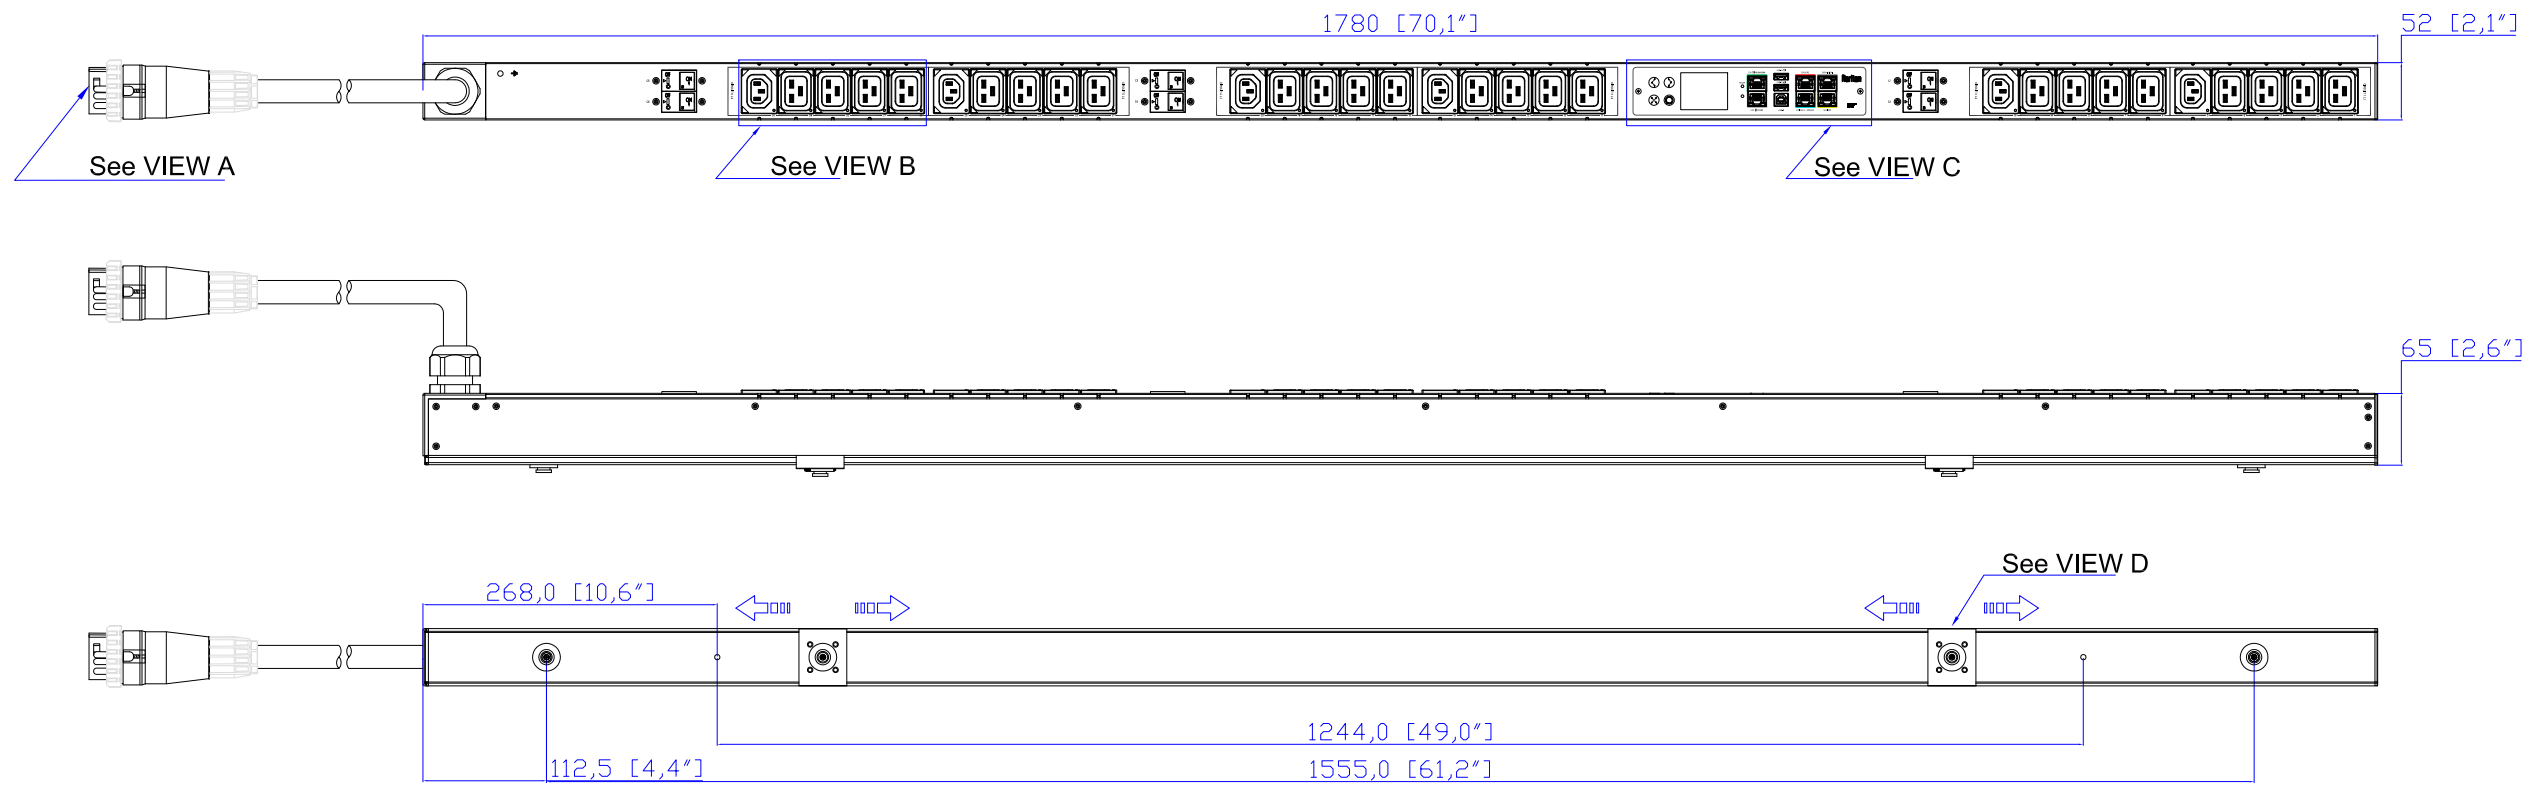 1780 [70,1"]
52 [2,1"]
See VIEW A
See VIEW B
See VIEW C
65 [2,6"]
See VIEW D
268,0 [10,6"]
1244,0 [49,0"]
112,5 [4,4"]
1555,0 [61,2"]